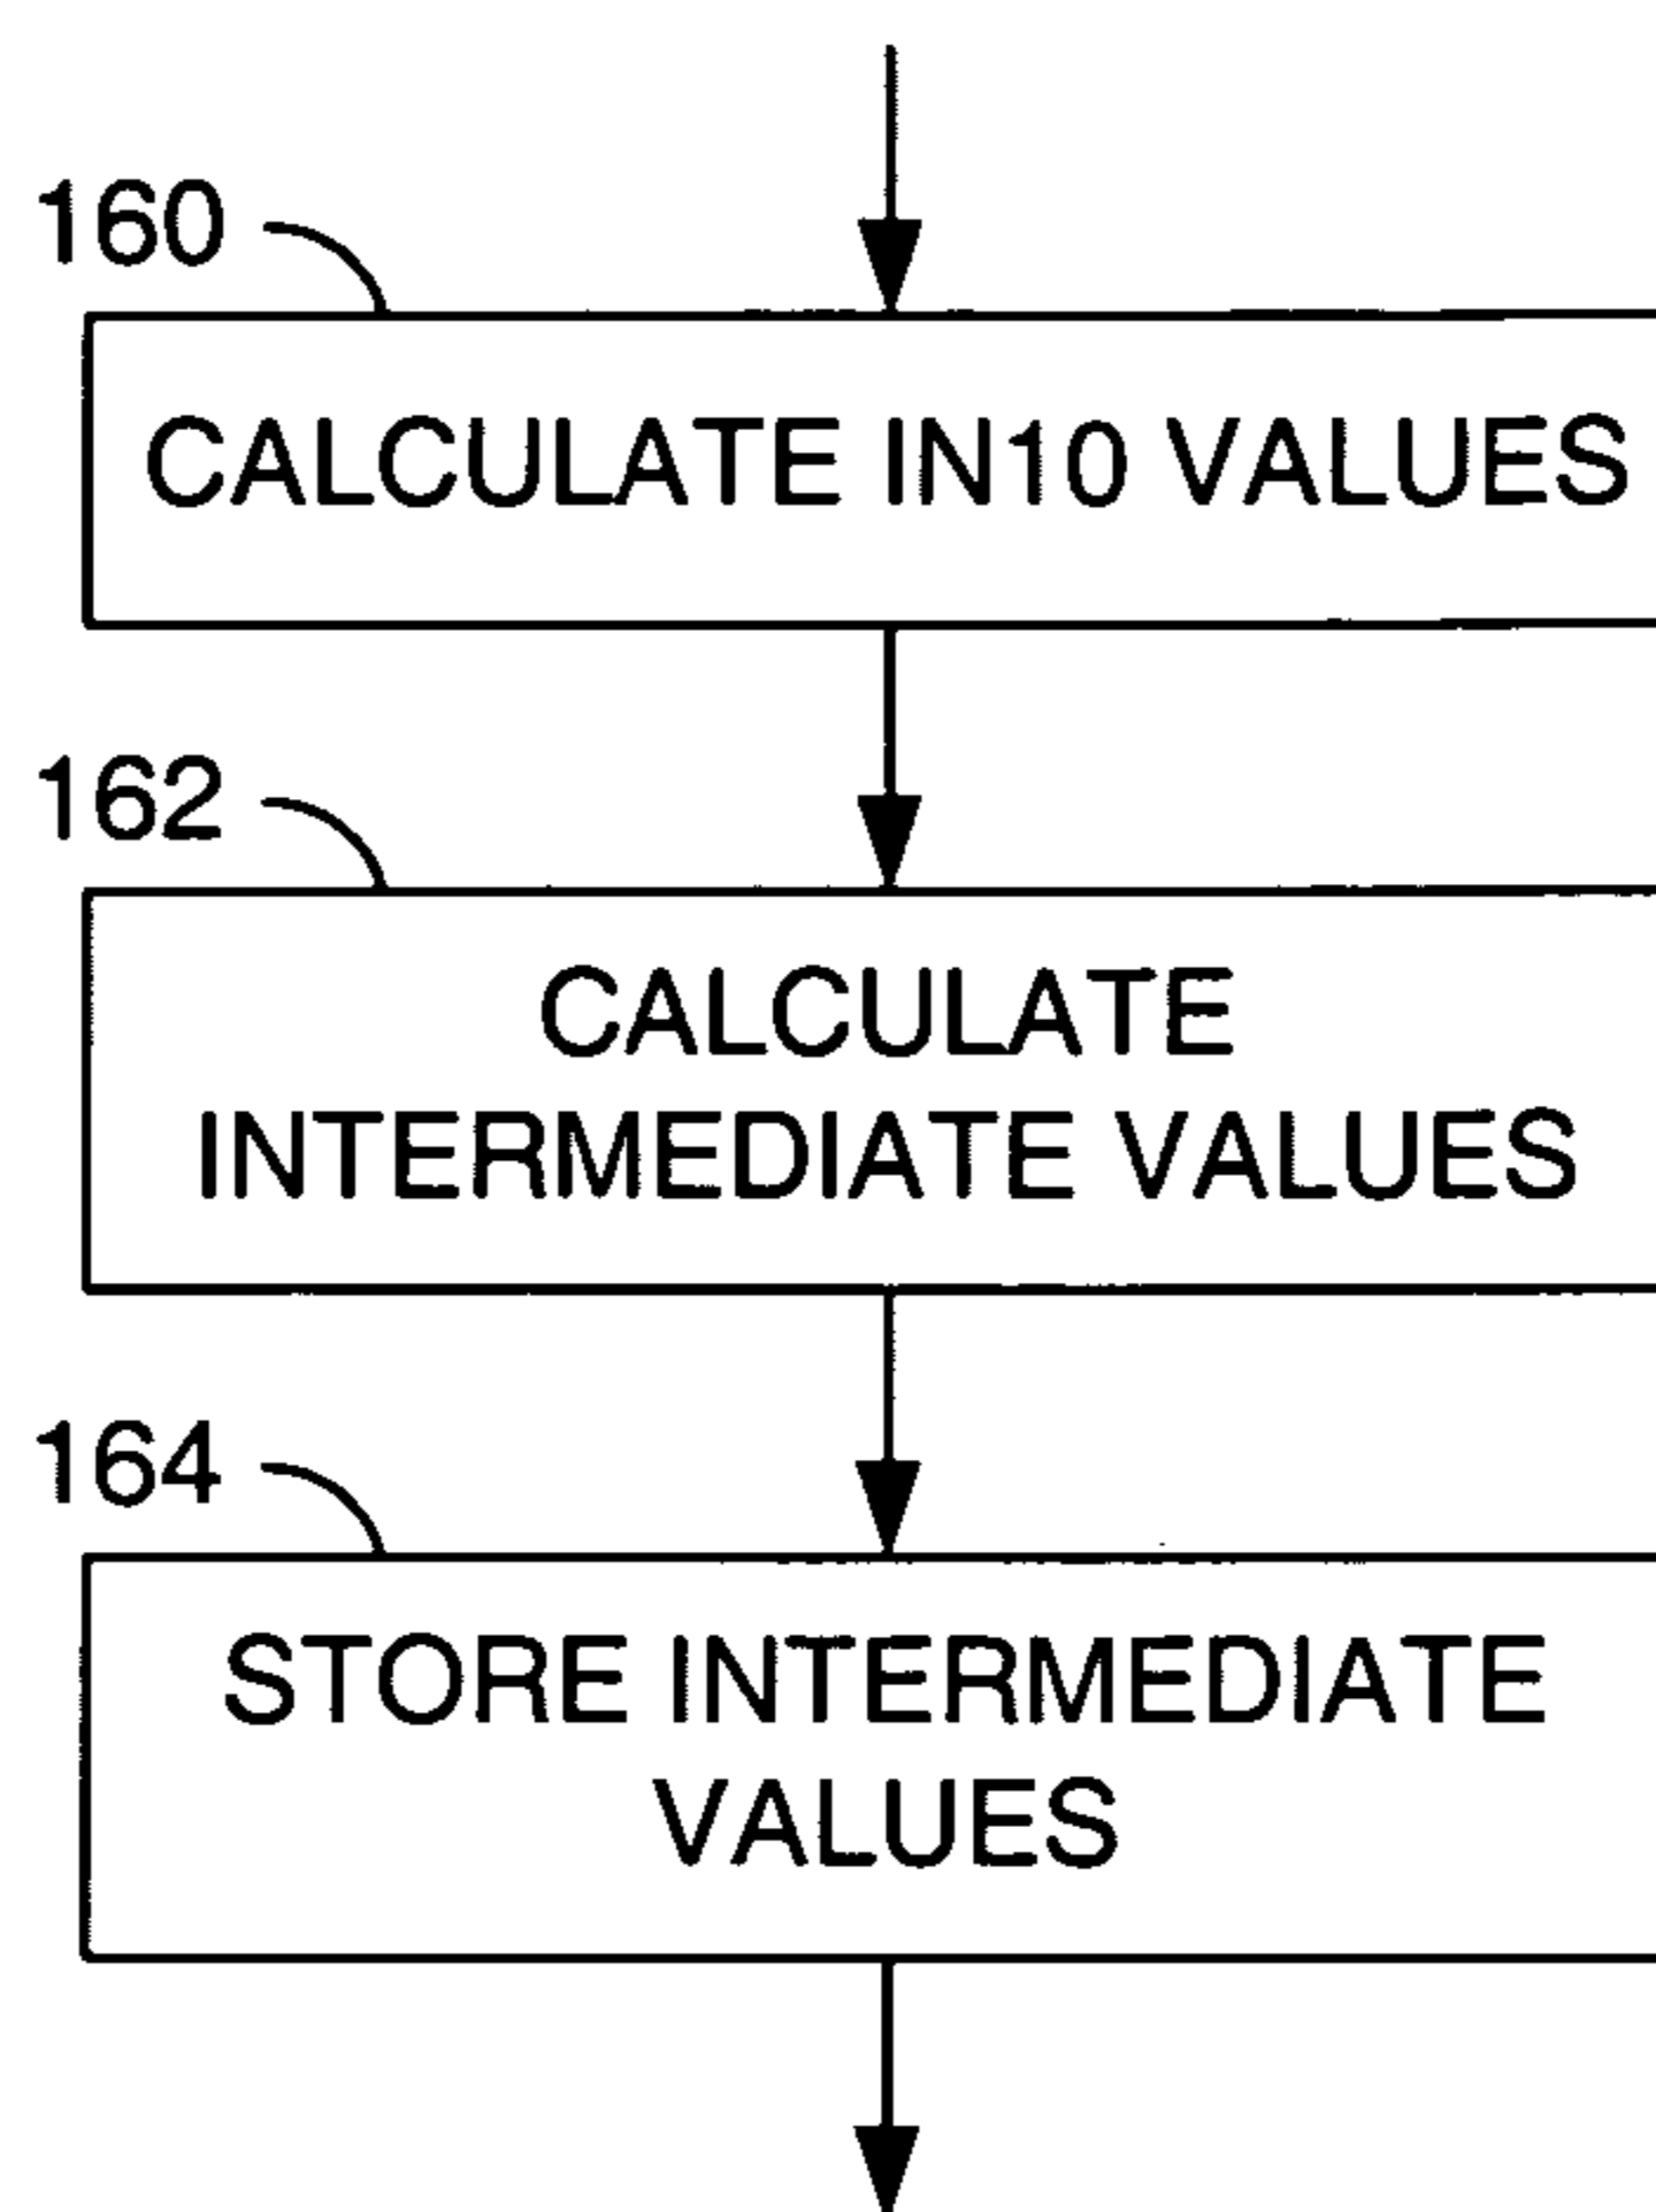 160
CALCULATE IN10 VALUES
162
CALCULATE
INTERMEDIATE VALUES
164
STORE INTERMEDIATE
VALUES